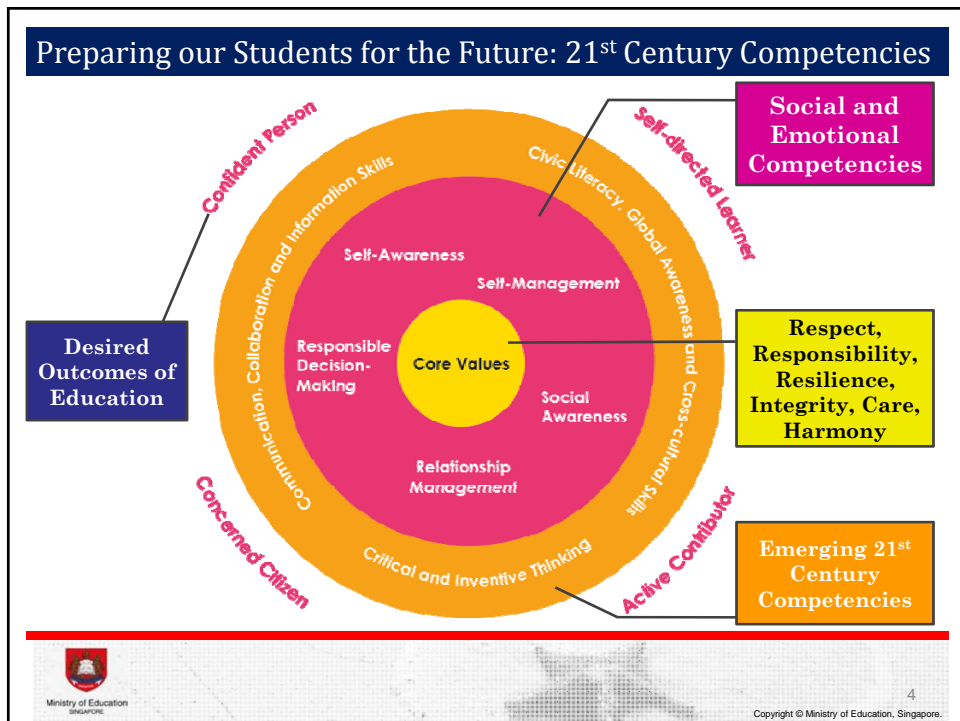 Preparing our Students for the Future: 21st Century Competencies
Confident Person
Self-directed Learner
Social and
Emotional
Competencies
Communication, Collaboration and Information Skills
Civic Literacy, Global Awareness and Cross-cultural Skills
Self-Awareness
Self-Management
Desired
Outcomes of
Education
Responsible
Decision-
Making
Core Values
Social
Awareness
Respect,
Responsibility,
Resilience,
Integrity, Care,
Harmony
Relationship
Management
Critical and Inventive Thinking
Concerned Citizen
Active Contributor
Emerging 21st
Century
Competencies
Ministry of Education
SINGAPORE
4
Copyright © Ministry of Education, Singapore.